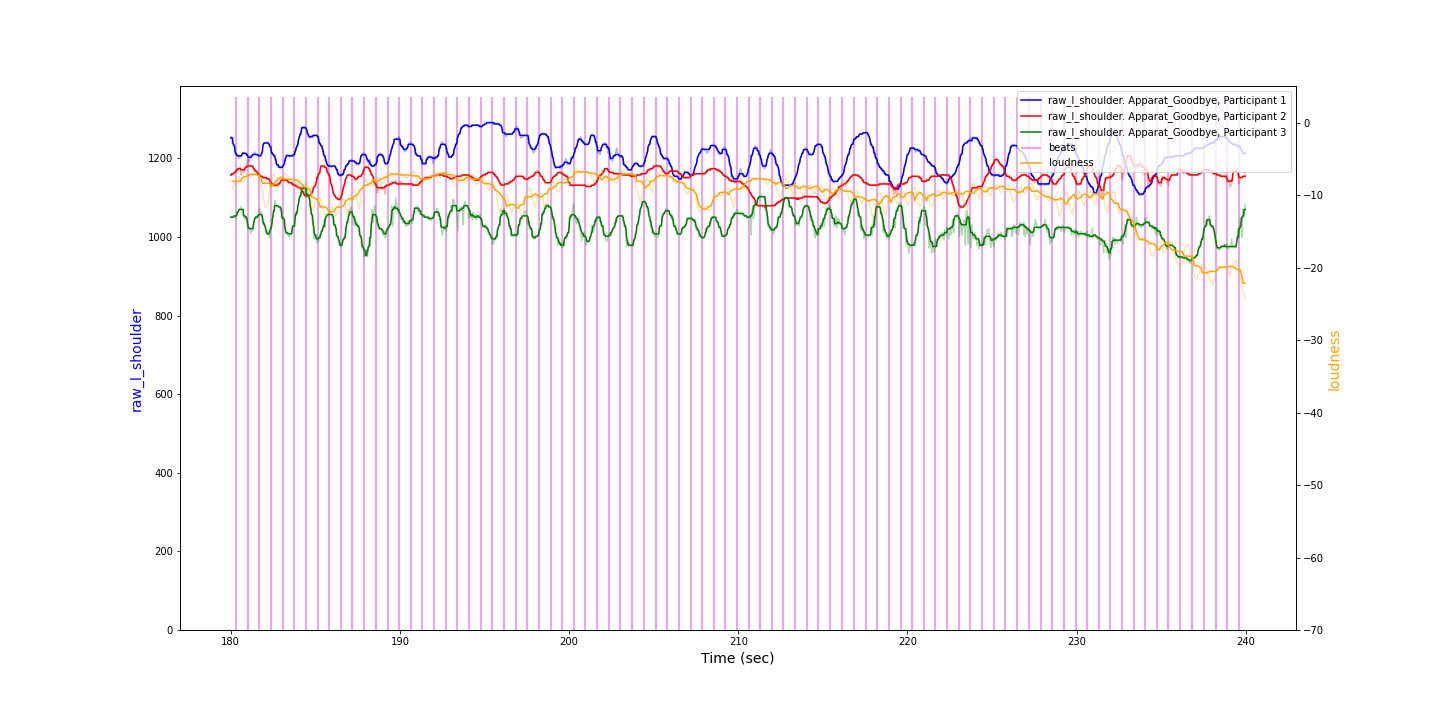 raw_l_shoulder. Apparat_Goodbye, Participant 1
raw_l_shoulder. Apparat_Goodbye, Participant 2
raw_l_shoulder. Apparat_Goodbye, Participant 3
beats
loudness
1200
1000
800
600
400
200
0
raw_l_shoulder
0
−10
−20
−30
−40
−50
−60
−70
loudness
180
190
200
210
220
230
240
Time (sec)